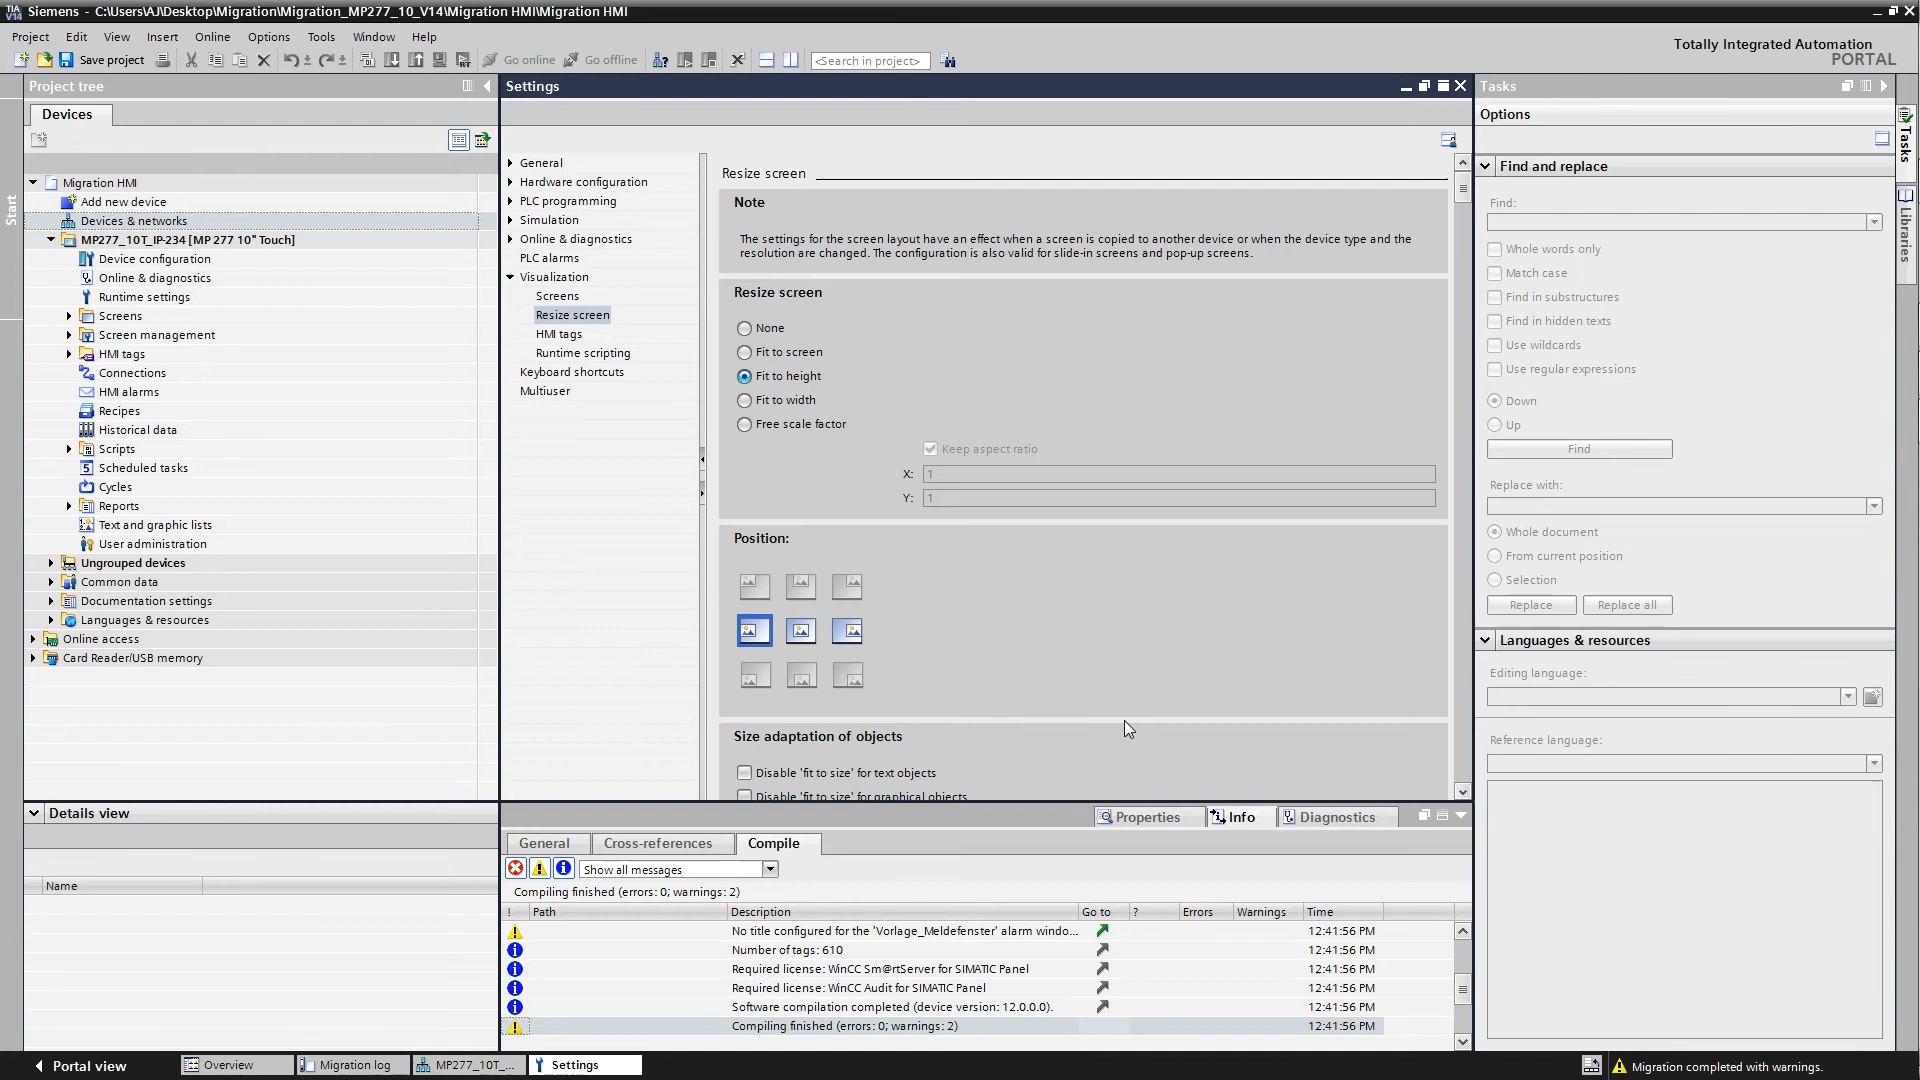 TIA
V14
Siemens - C:\Users\AJ\Desktop\Migration\Migration_MP277_10_V14\Migration HMI\Migration HMI
Project Edit View Insert Online Options Tools Window Help
Totally Integrated Automation
PORTAL
Save project
Go online
Go offline
<Search in project>
Start
Project tree
Devices
Migration HMI
Add new device
Devices & networks
MP277_10T_IP-234 [MP 277 10" Touch]
Device configuration
Online & diagnostics
Runtime settings
Screens
Screen management
HMI tags
Connections
HMI alarms
Recipes
Historical data
Scripts
Scheduled tasks
Cycles
Reports
Text and graphic lists
User administration
Ungrouped devices
Common data
Documentation settings
Languages & resources
Online access
Card Reader/USB memory
Details view
Name
Settings
General
Hardware configuration
PLC programming
Simulation
Online & diagnostics
PLC alarms
Visualization
Screens
Resize screen
HMI tags
Runtime scripting
Keyboard shortcuts
Multiuser
Resize screen
Note
The settings for the screen layout have an effect when a screen is copied to another device or when the device type and the
resolution are changed. The configuration is also valid for slide-in screens and pop-up screens.
Resize screen
None
Fit to screen
Fit to height
Fit to width
Free scale factor
Keep aspect ratio
X: 1
Y: 1
Position:
Size adaptation of objects
Disable 'fit to size' for text objects
Disable 'fit to size' for graphical objects
Properties Info Diagnostics
General Cross-references Compile
Show all messages
Compiling finished (errors: 0; warnings: 2)
! Path Description Go to ? Errors Warnings Time
No title configured for the 'Vorlage_Meldefenster' alarm windo... 12:41:56 PM
Number of tags: 610 12:41:56 PM
Required license: WinCC Sm@rtServer for SIMATIC Panel 12:41:56 PM
Required license: WinCC Audit for SIMATIC Panel 12:41:56 PM
Software compilation completed (device version: 12.0.0.0). 12:41:56 PM
Compiling finished (errors: 0; warnings: 2) 12:41:56 PM
Tasks
Options
Find and replace
Find:
Whole words only
Match case
Find in substructures
Find in hidden texts
Use wildcards
Use regular expressions
Down
Up
Find
Replace with:
Whole document
From current position
Selection
Replace Replace all
Languages & resources
Editing language:
Reference language:
Tasks
Libraries
Portal view Overview Migration log MP277_10T_... Settings
Migration completed with warnings.